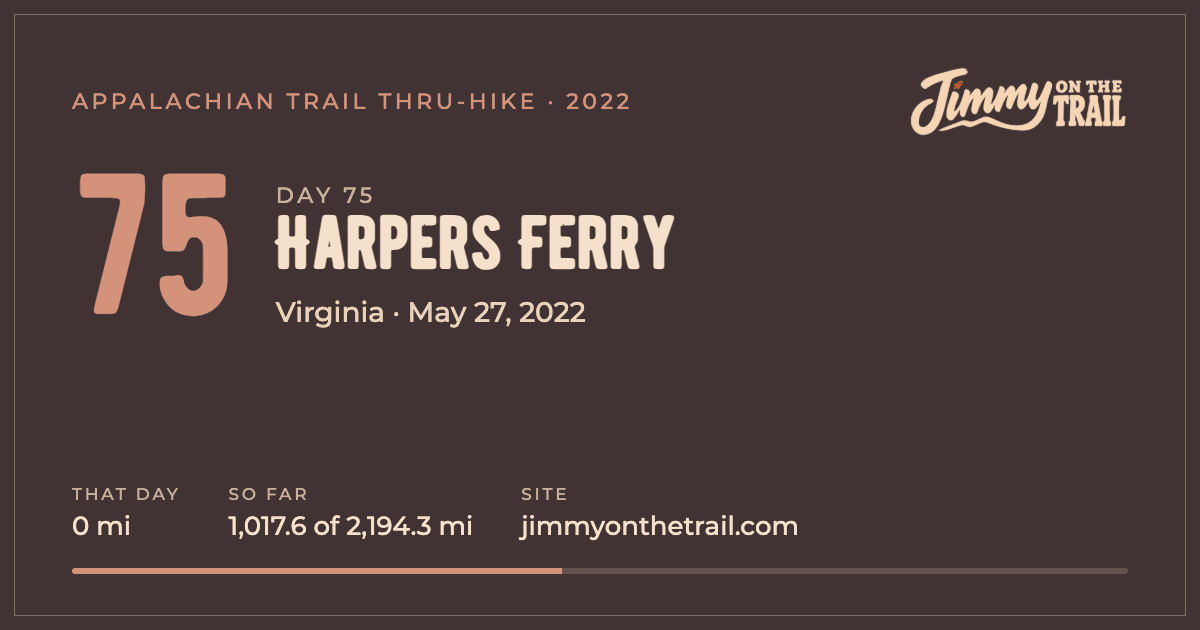 APPALACHIAN TRAIL THRU-HIKE · 2022
Jimmy ON THE TRAIL
75
DAY 75
HARPERS FERRY
Virginia · May 27, 2022
THAT DAY
0 mi
SO FAR
1,017.6 of 2,194.3 mi
SITE
jimmyonthetrail.com